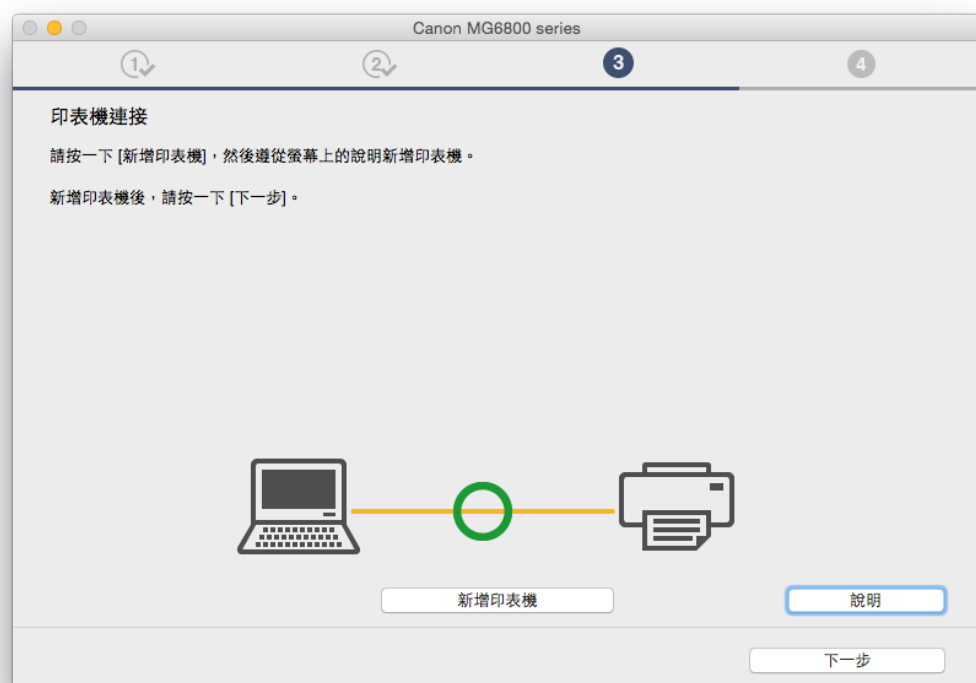 Canon MG6800 series
1 2 3 4
印表機連接
請按一下 [新增印表機],然後遵從螢幕上的說明新增印表機。
新增印表機後,請按一下 [下一步]。
新增印表機 說明
下一步